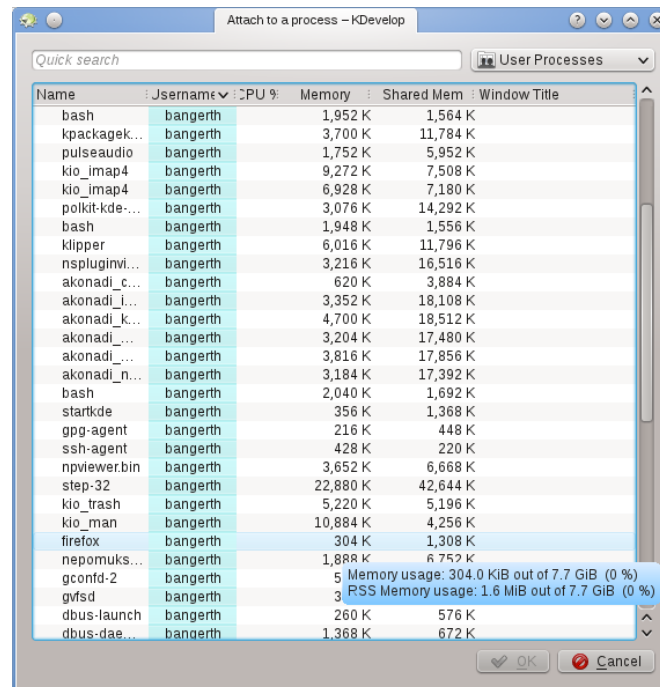 Attach to a process – KDevelop
Quick search
User Processes
Name Username CPU % Memory Shared Mem Window Title
bash bangerth 1,952 K 1,564 K
kpackagek... bangerth 3,700 K 11,784 K
pulseaudio bangerth 1,752 K 5,952 K
kio_imap4 bangerth 9,272 K 7,508 K
kio_imap4 bangerth 6,928 K 7,180 K
polkit-kde-... bangerth 3,076 K 14,292 K
bash bangerth 1,948 K 1,556 K
klipper bangerth 6,016 K 11,796 K
nspluginvi... bangerth 3,216 K 16,516 K
akonadi_c... bangerth 620 K 3,884 K
akonadi_i... bangerth 3,352 K 18,108 K
akonadi_k... bangerth 4,700 K 18,512 K
akonadi_... bangerth 3,204 K 17,480 K
akonadi_... bangerth 3,816 K 17,856 K
akonadi_n... bangerth 3,184 K 17,392 K
bash bangerth 2,040 K 1,692 K
startkde bangerth 356 K 1,368 K
gpg-agent bangerth 216 K 448 K
ssh-agent bangerth 428 K 220 K
npviewer.bin bangerth 3,652 K 6,668 K
step-32 bangerth 22,880 K 42,644 K
kio_trash bangerth 5,220 K 5,196 K
kio_man bangerth 10,884 K 4,256 K
firefox bangerth 304 K 1,308 K
nepomuks... bangerth 1,888 K 6,752 K
gconfd-2 bangerth 5
Memory usage: 304.0 KiB out of 7.7 GiB (0 %)
gvfsd bangerth 3
RSS Memory usage: 1.6 MiB out of 7.7 GiB (0 %)
dbus-launch bangerth 260 K 576 K
dbus-dae... bangerth 1,368 K 672 K
OK Cancel